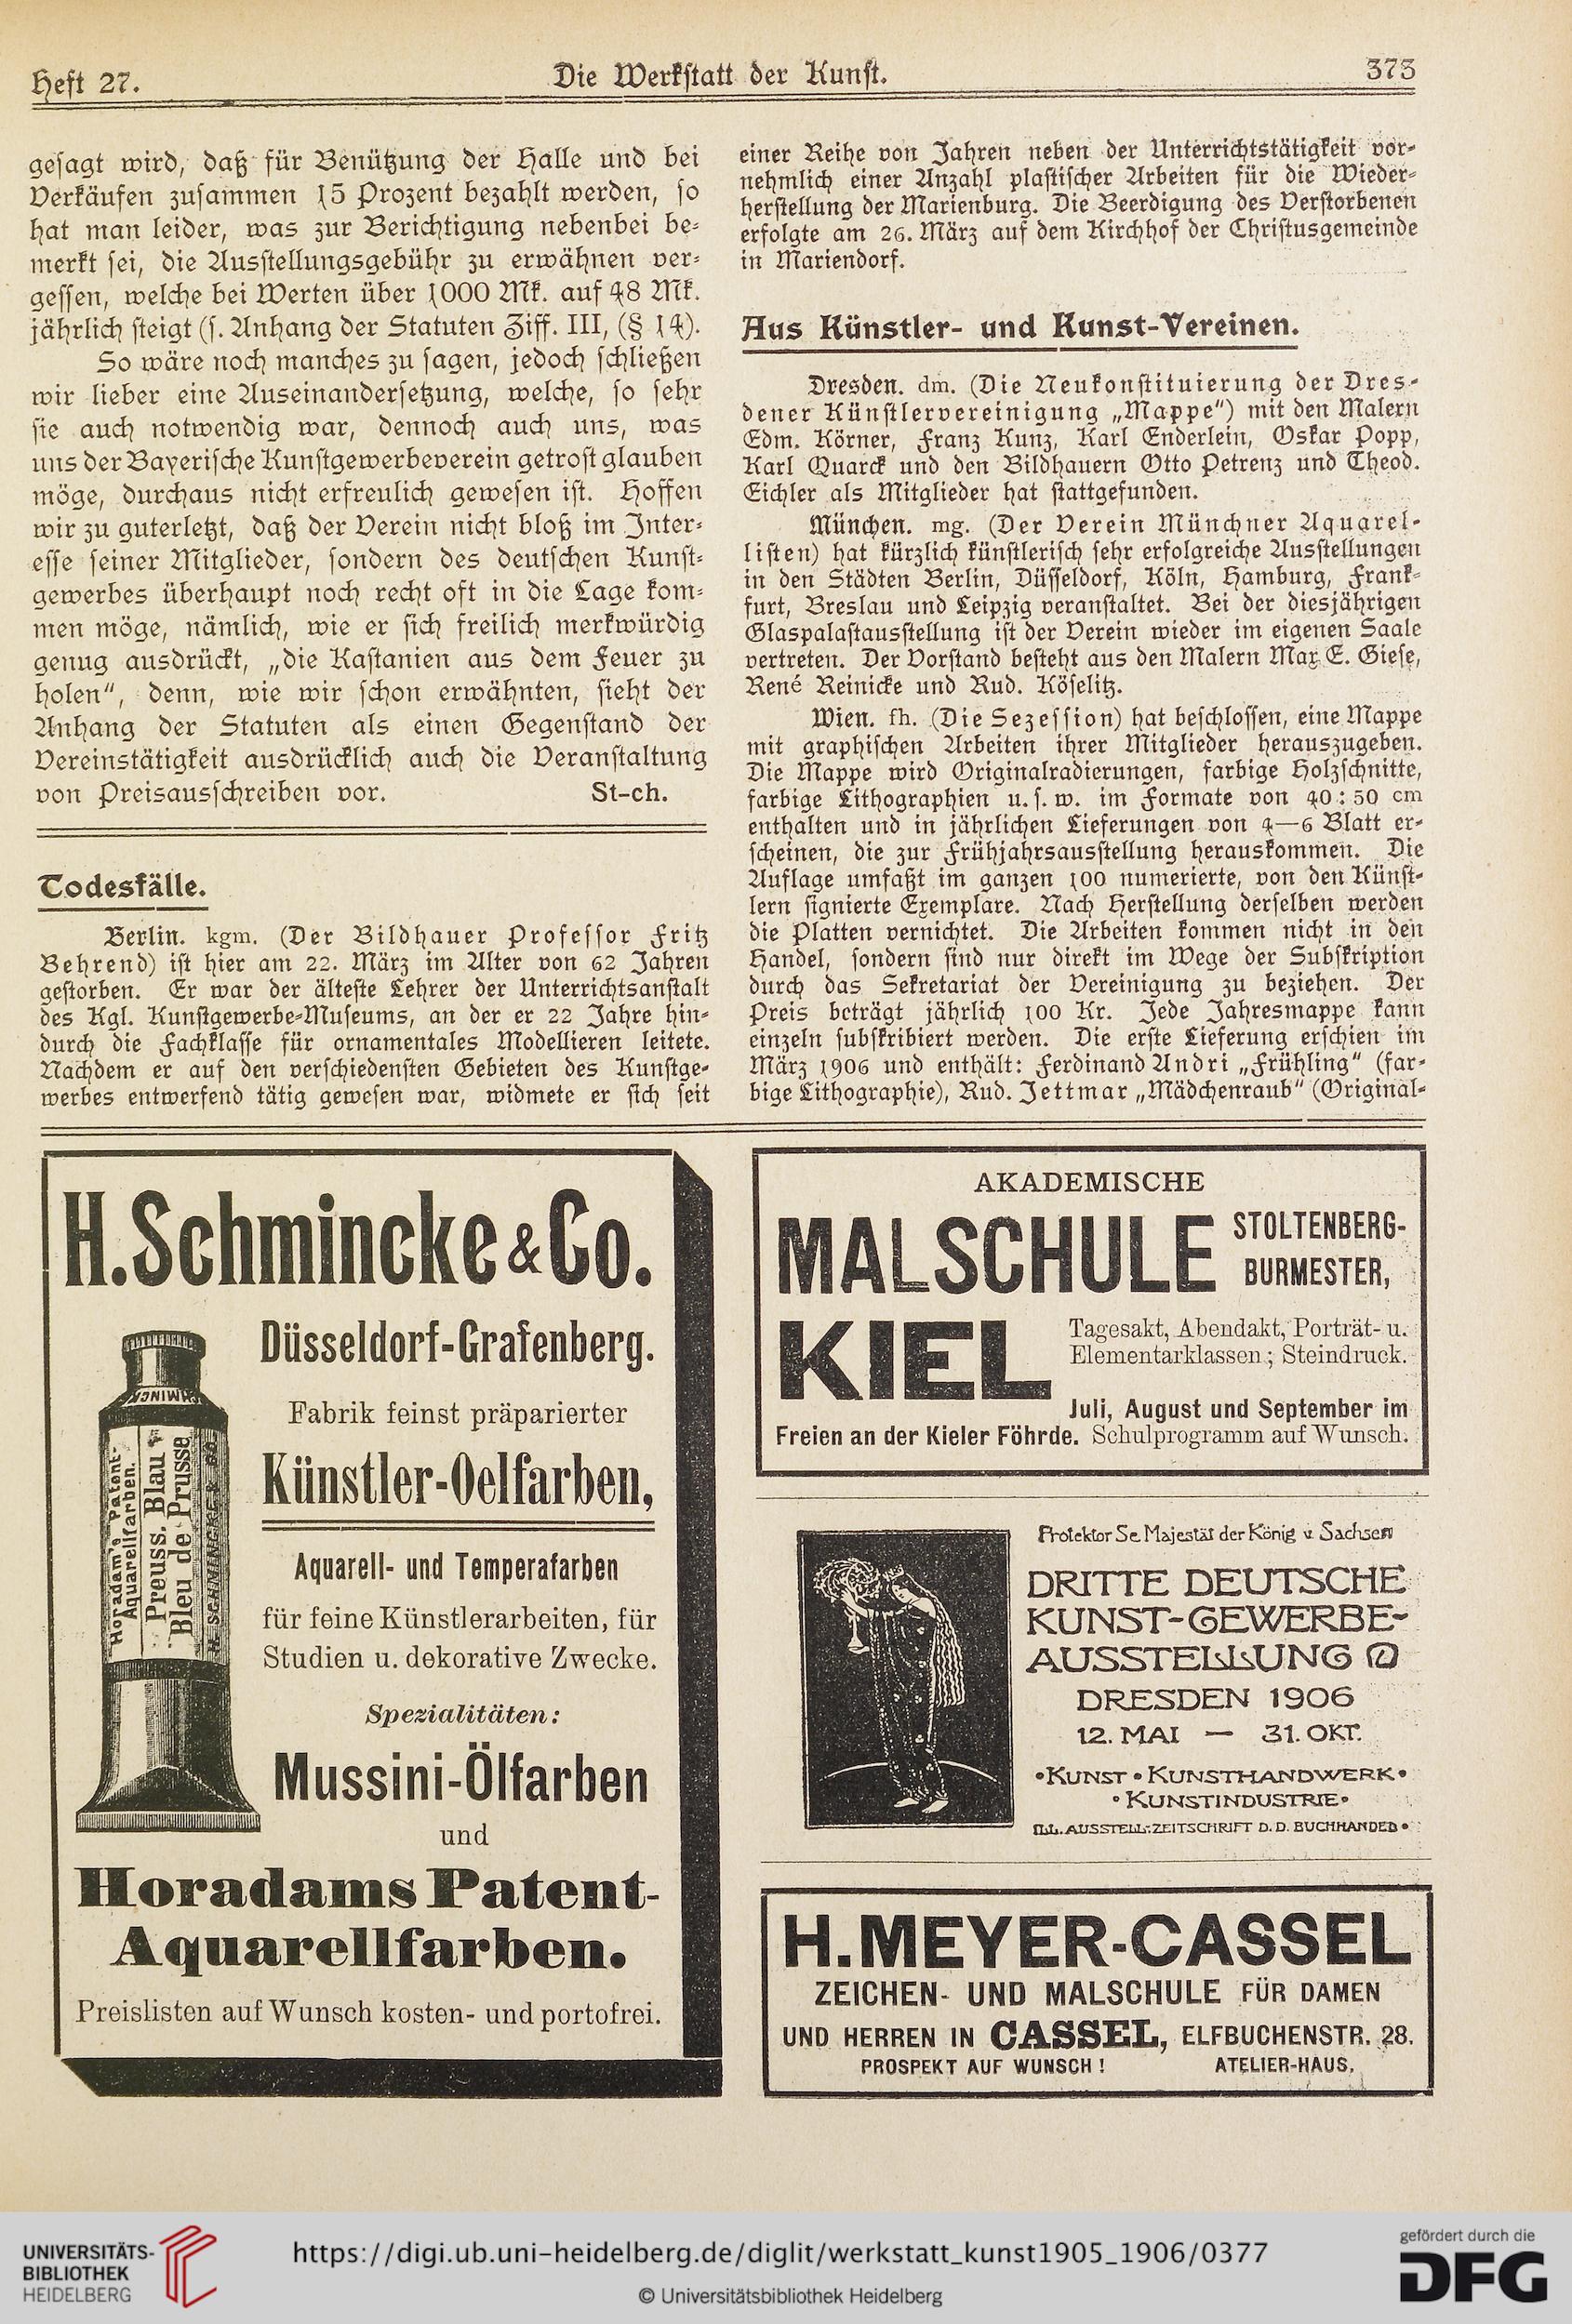 Heft 27.
Die Werkstatt der Kunst.
373
gesagt wird, daß für Benützung der Halle und bei
Verkäufen zusammen 15 Prozent bezahlt werden, so
hat man leider, was zur Berichtigung nebenbei be-
merkt sei, die Ausstellungsgebühr zu erwähnen ver-
gessen, welche bei Werten über 1000 Mk. auf 48 Mk.
jährlich steigt (s. Anhang der Statuten Ziff. III, (§ 14).
So wäre noch manches zu sagen, jedoch schließen
wir lieber eine Auseinandersetzung, welche, so sehr
sie auch notwendig war, dennoch auch uns, was
uns der Bayerische Kunstgewerbeverein getrost glauben
möge, durchaus nicht erfreulich gewesen ist. Hoffen
wir zu guterletzt, daß der Verein nicht bloß im Inter-
esse seiner Mitglieder, sondern des deutschen Kunst-
gewerbes überhaupt noch recht oft in die Lage kom-
men möge, nämlich, wie er sich freilich merkwürdig
genug ausdrückt, „die Kastanien aus dem Feuer zu
holen“, denn, wie wir schon erwähnten, sieht der
Anhang der Statuten als einen Gegenstand der
Vereinstätigkeit ausdrücklich auch die Veranstaltung
von Preisausschreiben vor. St-ch.
Todesfälle.
Berlin. kgm. (Der Bildhauer Professor Fritz
Behrend) ist hier am 22. März im Alter von 62 Jahren
gestorben. Er war der älteste Lehrer der Unterrichtsanstalt
des Kgl. Kunstgewerbe-Museums, an der er 22 Jahre hin-
durch die Fachklasse für ornamentales Modellieren leitete.
Nachdem er auf den verschiedensten Gebieten des Kunstge-
werbes entwerfend tätig gewesen war, widmete er sich seit
einer Reihe von Jahren neben der Unterrichtstätigkeit vor-
nehmlich einer Anzahl plastischer Arbeiten für die Wieder-
herstellung der Marienburg. Die Beerdigung des Verstorbenen
erfolgte am 26. März auf dem Kirchhof der Christusgemeinde
in Mariendorf.
Aus Künstler- und Kunst-Vereinen.
Dresden. dm. (Die Neukonstituierung der Dres-
dener Künstlervereinigung „Mappe“) mit den Malern
Edm. Körner, Franz Kunz, Karl Enderlein, Oskar Popp,
Karl Quarck und den Bildhauern Otto Petrenz und Theod.
Eichler als Mitglieder hat stattgefunden.
München. mg. (Der Verein Münchner Aquarel-
listen) hat kürzlich künstlerisch sehr erfolgreiche Ausstellungen
in den Städten Berlin, Düsseldorf, Köln, Hamburg, Frank-
furt, Breslau und Leipzig veranstaltet. Bei der diesjährigen
Glaspalastausstellung ist der Verein wieder im eigenen Saale
vertreten. Der Vorstand besteht aus den Malern Max E. Giese,
René Reinicke und Rud. Köselitz.
Wien. fh. (Die Sezession) hat beschlossen, eine Mappe
mit graphischen Arbeiten ihrer Mitglieder herauszugeben.
Die Mappe wird Originalradierungen, farbige Holzschnitte,
farbige Lithographien u. s. w. im Formate von 40 : 50 cm
enthalten und in jährlichen Lieferungen von 4—6 Blatt er-
scheinen, die zur Frühjahrsausstellung herauskommen. Die
Auflage umfaßt im ganzen 100 numerierte, von den Künst-
lern signierte Exemplare. Nach Herstellung derselben werden
die Platten vernichtet. Die Arbeiten kommen nicht in den
Handel, sondern sind nur direkt im Wege der Subskription
durch das Sekretariat der Vereinigung zu beziehen. Der
Preis beträgt jährlich 100 Kr. Jede Jahresmappe kann
einzeln subskribiert werden. Die erste Lieferung erschien im
März 1906 und enthält: Ferdinand Andri „Frühling“ (far-
bige Lithographie), Rud. Jettmar „Mädchenraub“ (Original-
H. Schmincke & Co.
Düsseldorf-Grafenberg.
Fabrik feinst präparierter
Künstler-Oelfarben,
Aquarell- und Temperafarben
für feine Künstlerarbeiten, für
Studien u. dekorative Zwecke.
Spezialitäten:
Mussini-Ölfarben
und
Horadams Patent-
Aquarellfarben.
Preislisten auf Wunsch kosten- und portofrei.
Horadam's Patent-
Aquarellfarben.
Preuss. Blau
Bleu de Prusse
H. SCHMINCKE & Co.
AKADEMISCHE
MALSCHULE STOLTENBERG-
BURMESTER,
KIEL
Tagesakt, Abendakt, Porträt- u.
Elementarklassen; Steindruck.
Juli, August und September im
Freien an der Kieler Föhrde. Schulprogramm auf Wunsch.
Protektor Se Majestät der König v. Sachsen
DRITTE DEUTSCHE
KUNST-GEWERBE-
AUSSTELLUNG
DRESDEN 1906
12. MAI — 31. OKT.
•KUNST•KUNSTHANDWERK•
•KUNSTINDUSTRIE•
ILL. AUSSTELL: ZEITSCHRIFT D. D. BUCHHANDED•
H. MEYER-CASSEL
ZEICHEN- UND MALSCHULE FÜR DAMEN
UND HERREN IN CASSEL, ELFBUCHENSTR. 28.
PROSPEKT AUF WUNSCH! ATELIER-HAUS.
UNIVERSITÄTS-
BIBLIOTHEK
HEIDELBERG
https://digi.ub.uni-heidelberg.de/diglit/werkstatt_kunst1905_1906/0377
© Universitätsbibliothek Heidelberg
gefördert durch die
DFG